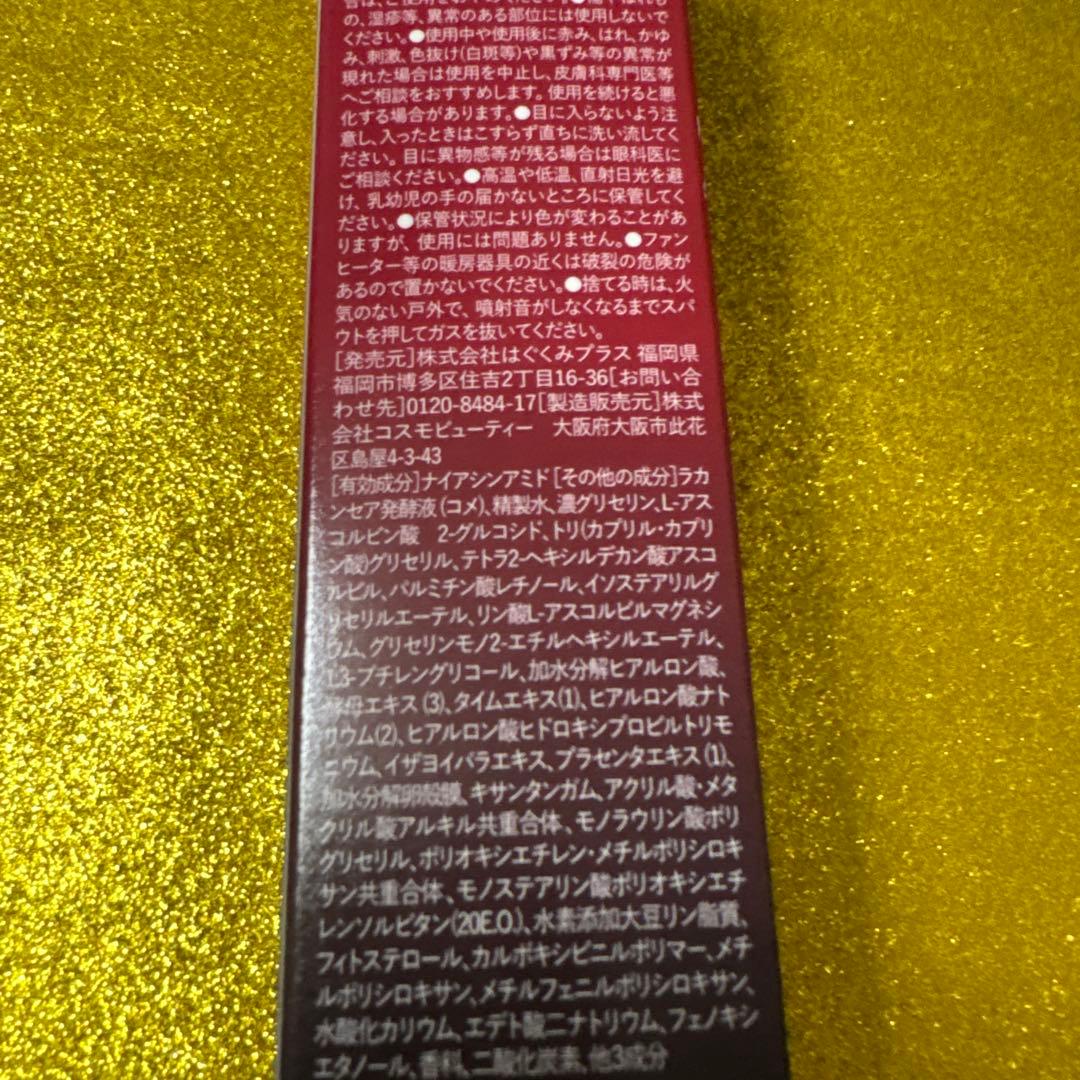 の、湿疹等、異常のある部位には使用しないで
ください。●使用中や使用後に赤み、はれ、かゆ
み、刺激、色抜け(白斑等)や黒ずみ等の異常が
現れた場合は使用を中止し、皮膚科専門医等
へご相談をおすすめします。使用を続けると悪
化する場合があります。●目に入らないよう注
意し、入ったときはこすらず直ちに洗い流してく
ださい。目に異物感等が残る場合は眼科医に
ご相談ください。●高温や低温、直射日光を避
け、乳幼児の手の届かないところに保管してく
ださい。●保管状況により色が変わることがあ
りますが、使用には問題ありません。●ファン
ヒーター等の暖房器具の近くは破裂の危険が
あるので置かないでください。●捨てる時は、火
気のない戸外で、噴射音がしなくなるまでスパ
ウトを押してガスを抜いてください。
[発売元]株式会社はぐくみプラス 福岡県
福岡市博多区住吉2丁目16-36[お問い合
わせ先]0120-8484-17[製造販売元]株式
会社コスモビューティー　大阪府大阪市此花
区島屋4-3-43
[有効成分]ナイアシンアミド[その他の成分]ラカ
ンセア発酵液(コメ)、精製水、濃グリセリン、L-アス
コルビン酸　2-グルコシド、トリ(カプリル・カプリ
ン酸)グリセリル、テトラ2-ヘキシルデカン酸アスコ
ルビル、パルミチン酸レチノール、イソステアリルグ
リセリルエーテル、リン酸L-アスコルビルマグネシ
ウム、グリセリンモノ2-エチルヘキシルエーテル、
1.3-ブチレングリコール、加水分解ヒアルロン酸、
酵母エキス(3)、タイムエキス(1)、ヒアルロン酸ナト
リウム(2)、ヒアルロン酸ヒドロキシプロピルトリモ
ニウム、イザヨイバラエキス、プラセンタエキス(1)、
加水分解卵殻膜、キサンタンガム、アクリル酸・メタ
クリル酸アルキル共重合体、モノラウリン酸ポリ
グリセリル、ポリオキシエチレン・メチルポリシロキ
サン共重合体、モノステアリン酸ポリオキシエチ
レンソルビタン(20E.O.)、水素添加大豆リン脂質、
フィトステロール、カルボキシビニルポリマー、メチ
ルポリシロキサン、メチルフェニルポリシロキサン、
水酸化カリウム、エデト酸二ナトリウム、フェノキシ
エタノール、香料、二酸化炭素、他3成分